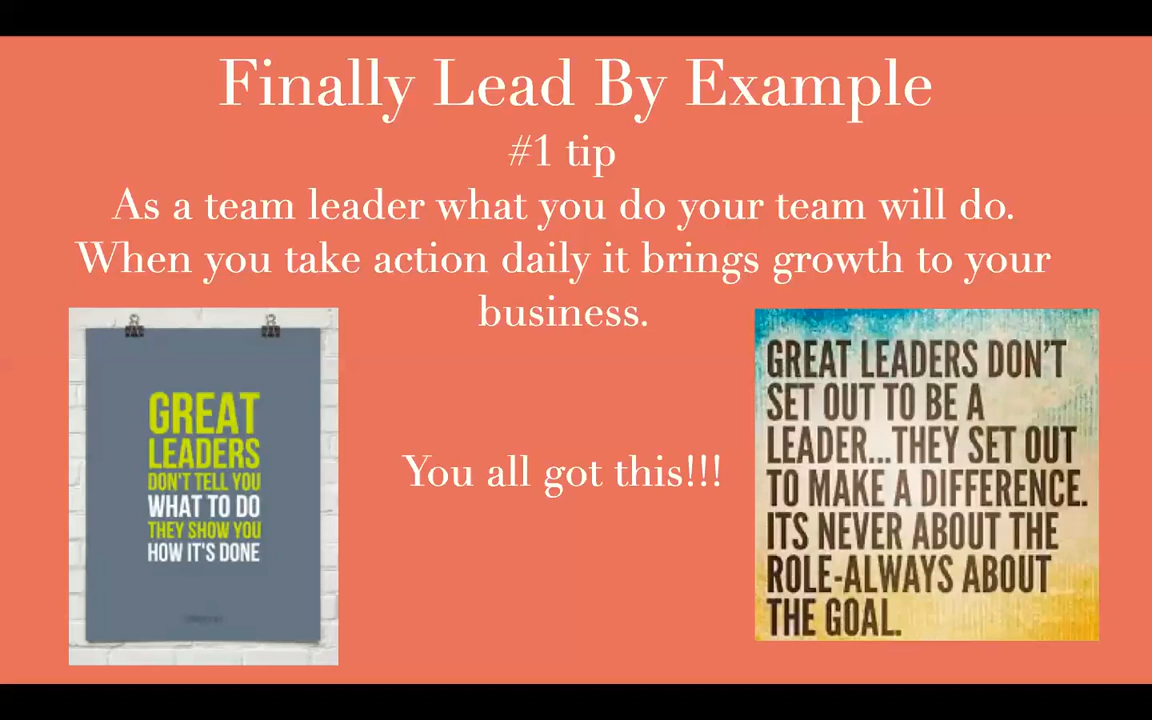 Finally Lead By Example
#1 tip
As a team leader what you do your team will do.
When you take action daily it brings growth to your
business.
GREAT
LEADERS
DON'T TELL YOU
WHAT TO DO
THEY SHOW YOU
HOW IT'S DONE
You all got this!!!
GREAT LEADERS DON'T
SET OUT TO BE A
LEADER...THEY SET OUT
TO MAKE A DIFFERENCE.
ITS NEVER ABOUT THE
ROLE-ALWAYS ABOUT
THE GOAL.